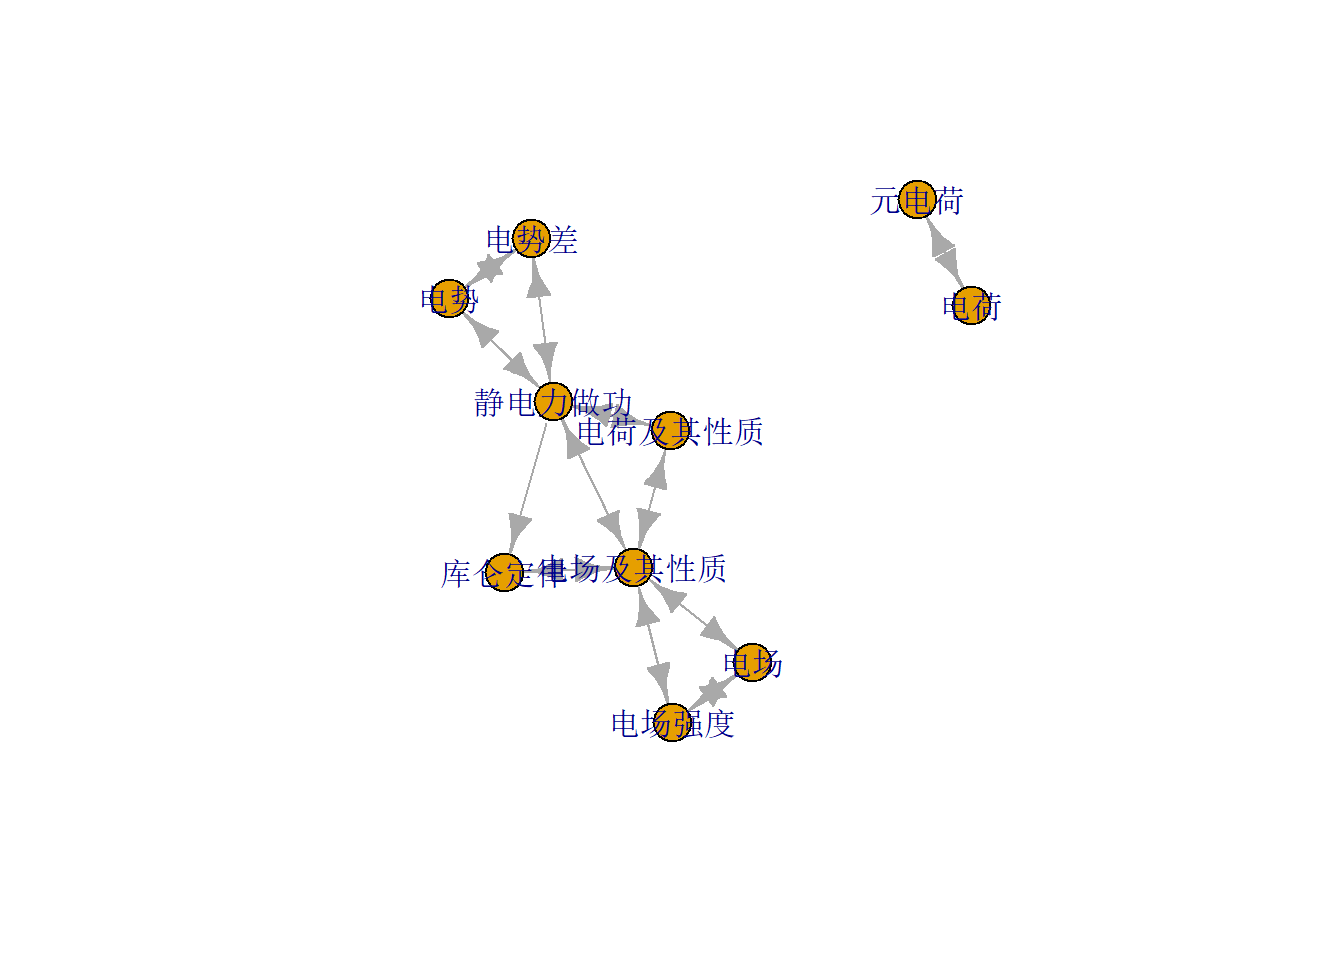 元电荷
电势差
电势
电荷
静电力做功
电荷及其性质
库仑定律
电场及其性质
电场
电场强度